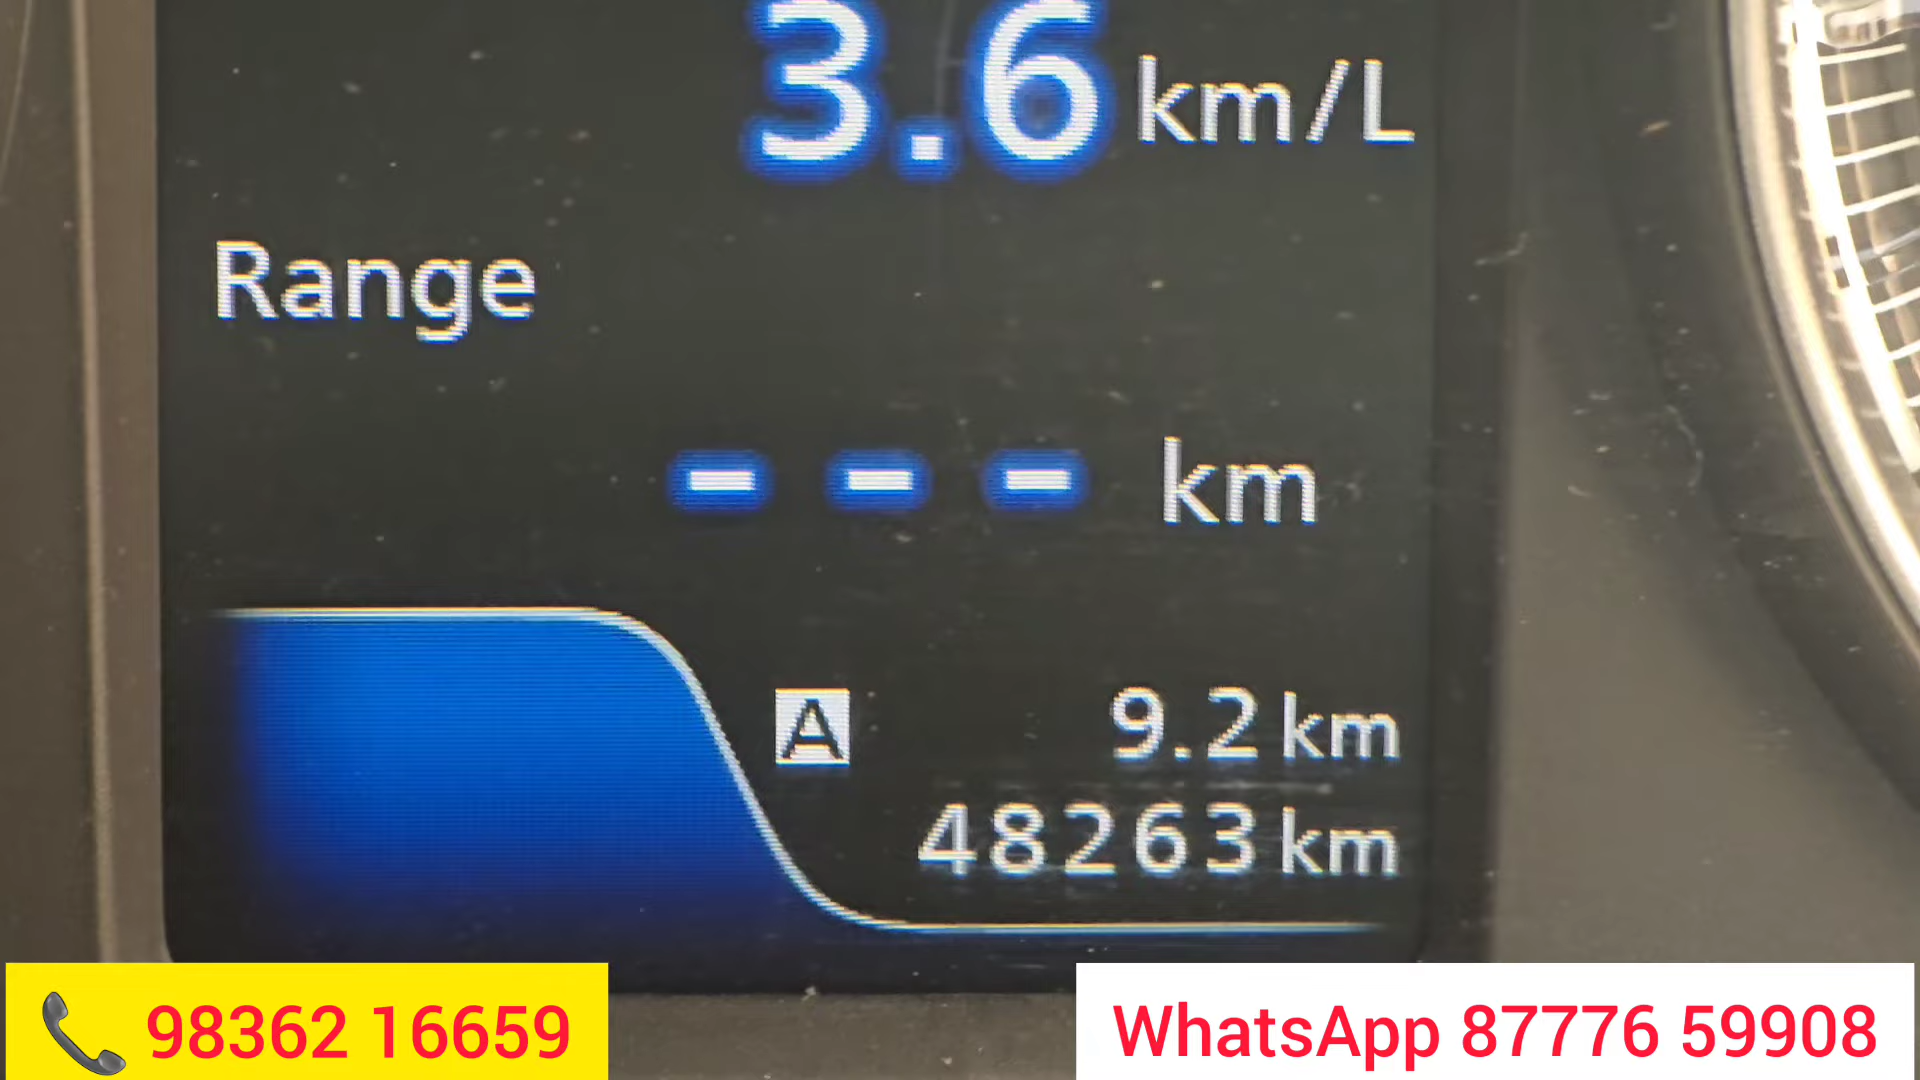 3.6 km/L
Range
--- km
A 9.2 km
48263 km
98362 16659
WhatsApp 87776 59908